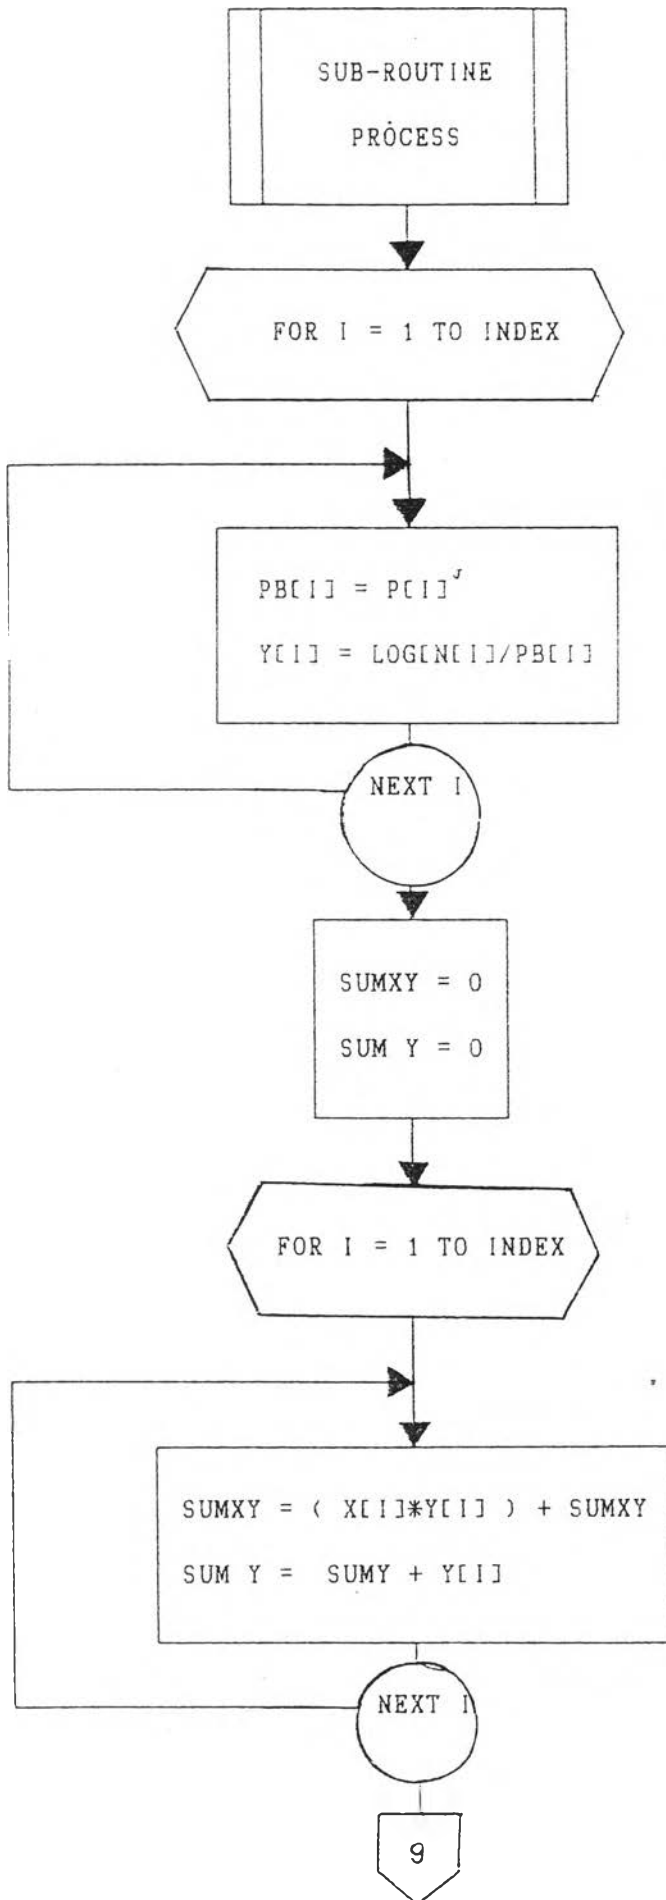 SUB-ROUTINE
PROCESS
FOR I = 1 TO INDEX
PB[I] = P[I]^J
Y[I] = LOG[N[I]/PB[I]
NEXT I
SUMXY = 0
SUM Y = 0
FOR I = 1 TO INDEX
SUMXY = ( X[I]*Y[I] ) + SUMXY
SUM Y = SUMY + Y[I]
NEXT I
9